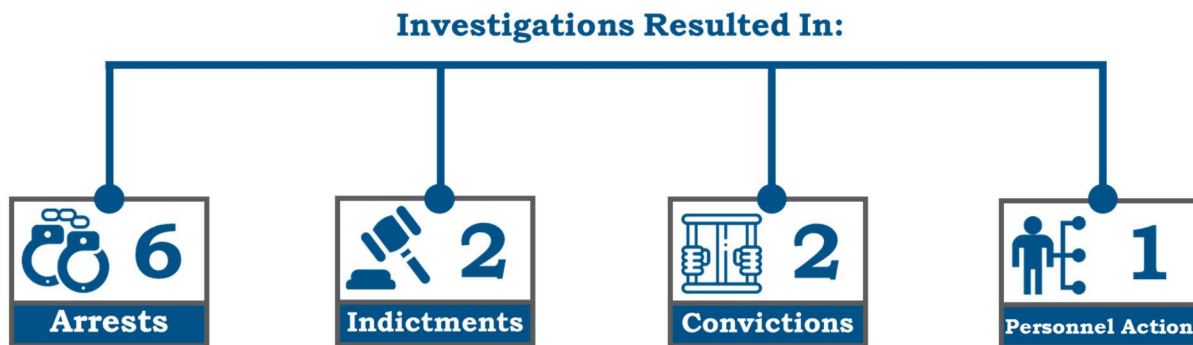 Investigations Resulted In:
6
Arrests
2
Indictments
2
Convictions
1
Personnel Action